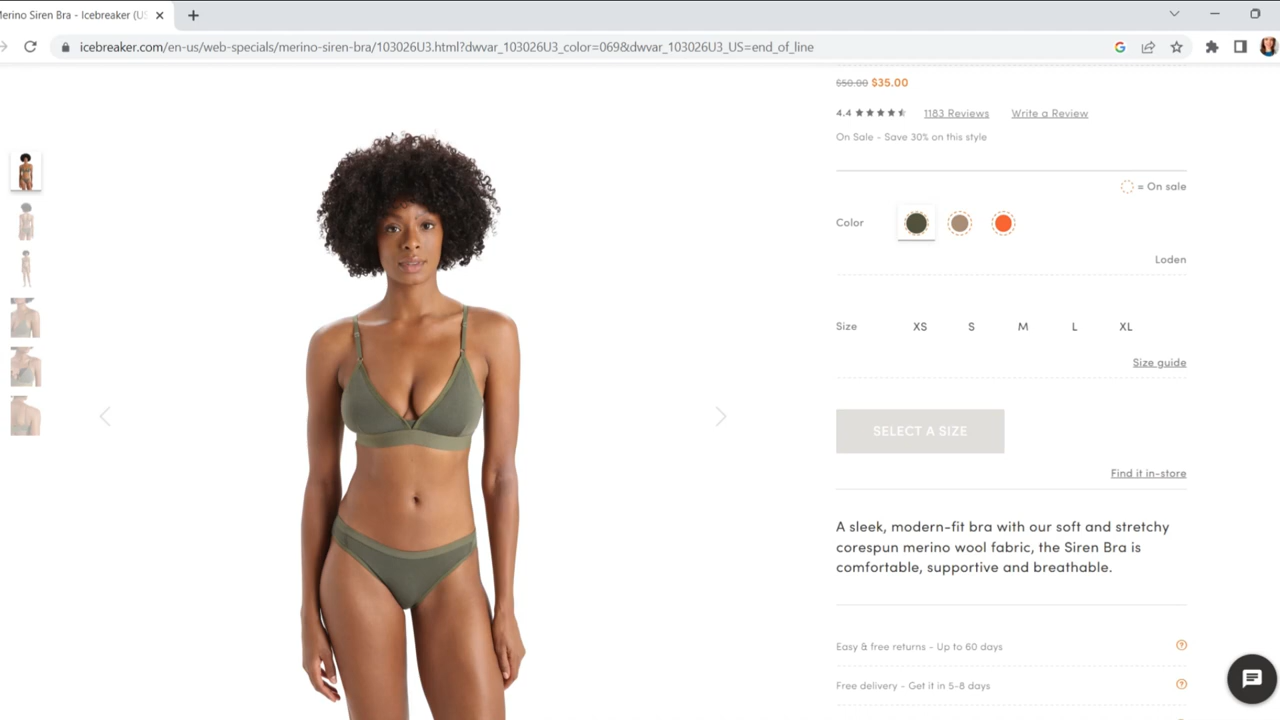 Merino Siren Bra - Icebreaker (US
icebreaker.com/en-us/web-specials/merino-siren-bra/103026U3.html?dwvar_103026U3_color=069&dwvar_103026U3_US=end_of_line
$50.00 $35.00
4.4 1183 Reviews Write a Review
On Sale - Save 30% on this style
= On sale
Color
Loden
Size XS S M L XL
Size guide
SELECT A SIZE
Find it in-store
A sleek, modern-fit bra with our soft and stretchy
corespun merino wool fabric, the Siren Bra is
comfortable, supportive and breathable.
Easy & free returns - Up to 60 days
Free delivery - Get it in 5-8 days